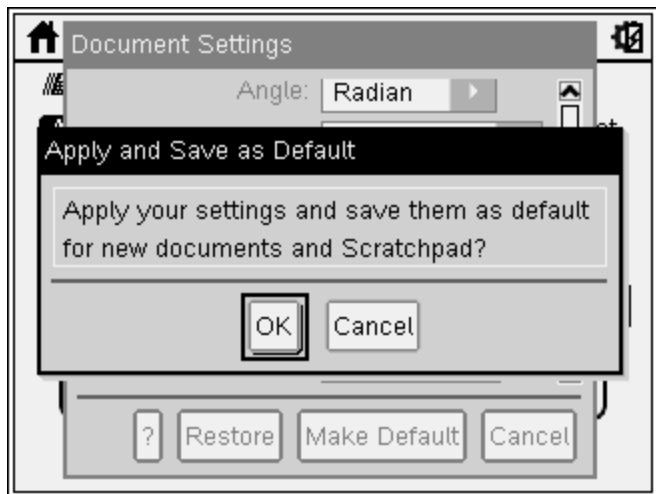 Document Settings
Angle: Radian
Apply and Save as Default
Apply your settings and save them as default
for new documents and Scratchpad?
OK Cancel
? Restore Make Default Cancel